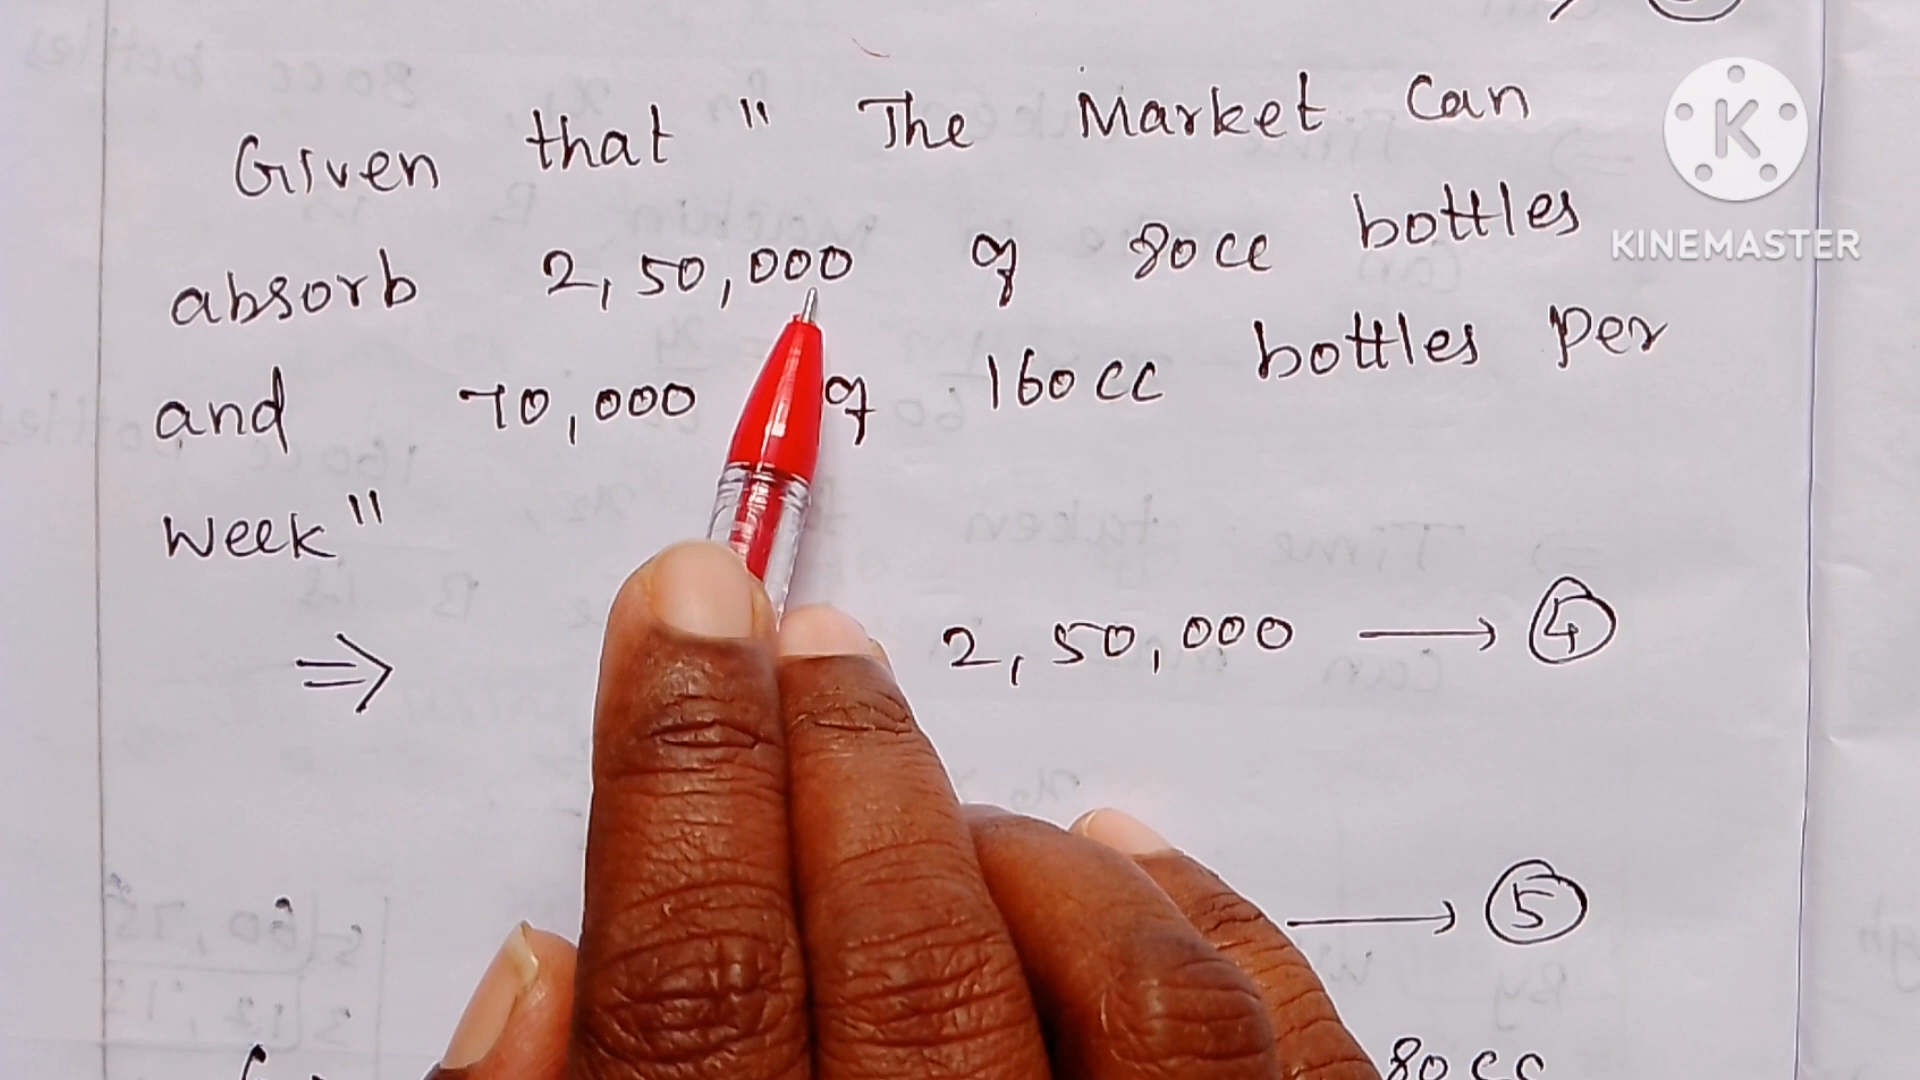 Given that " The Market Can
absorb 2,50,000 of 80cc bottles
and 70,000 of 160cc bottles per
week"
⇒ 2,50,000 → 4
→ 5
80cc
K
KINEMASTER